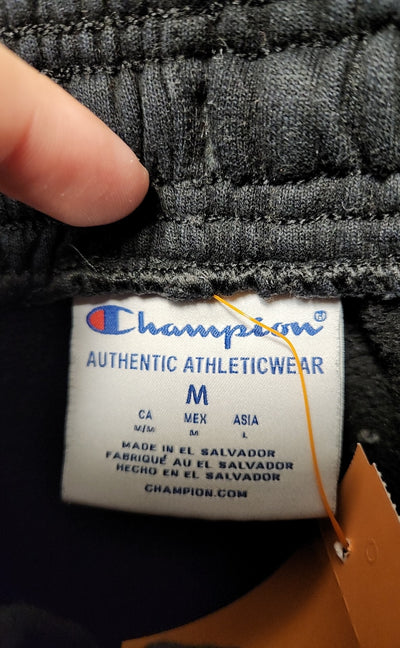 Champion®
AUTHENTIC ATHLETICWEAR
M
CA MEX ASIA
M/M M L
MADE IN EL SALVADOR
FABRIQUÉ AU EL SALVADOR
HECHO EN EL SALVADOR
CHAMPION.COM